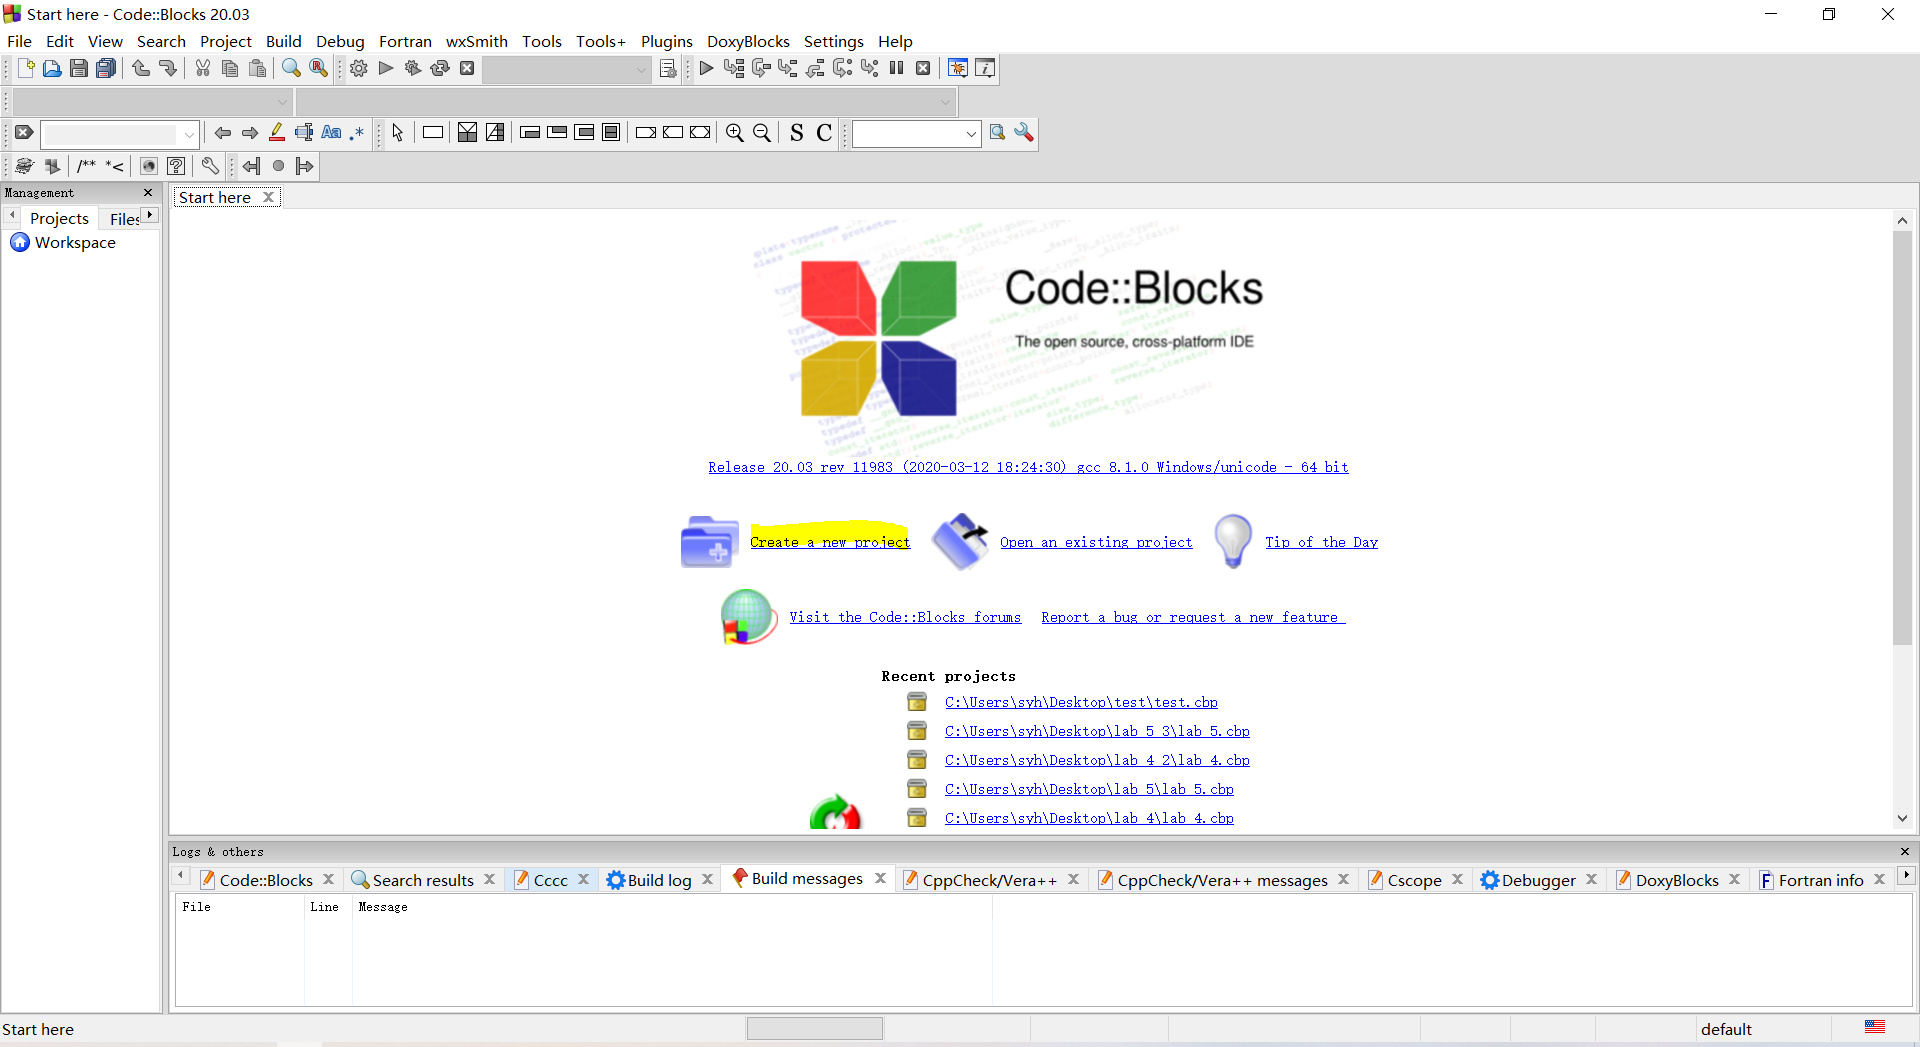 Start here - Code::Blocks 20.03
File Edit View Search Project Build Debug Fortran wxSmith Tools Tools+ Plugins DoxyBlocks Settings Help
Aa .* S C
/** *<
Management
Projects Files
Workspace
Start here
Code::Blocks
The open source, cross-platform IDE
Release 20.03 rev 11983 (2020-03-12 18:24:30) gcc 8.1.0 Windows/unicode - 64 bit
Create a new project Open an existing project Tip of the Day
Visit the Code::Blocks forums Report a bug or request a new feature
Recent projects
C:\Users\syh\Desktop\test\test.cbp
C:\Users\syh\Desktop\lab 5 3\lab 5.cbp
C:\Users\syh\Desktop\lab 4 2\lab 4.cbp
C:\Users\syh\Desktop\lab 5\lab 5.cbp
C:\Users\syh\Desktop\lab 4\lab 4.cbp
Logs & others
Code::Blocks Search results Cccc Build log Build messages CppCheck/Vera++ CppCheck/Vera++ messages Cscope Debugger DoxyBlocks Fortran info
File Line Message
Start here default